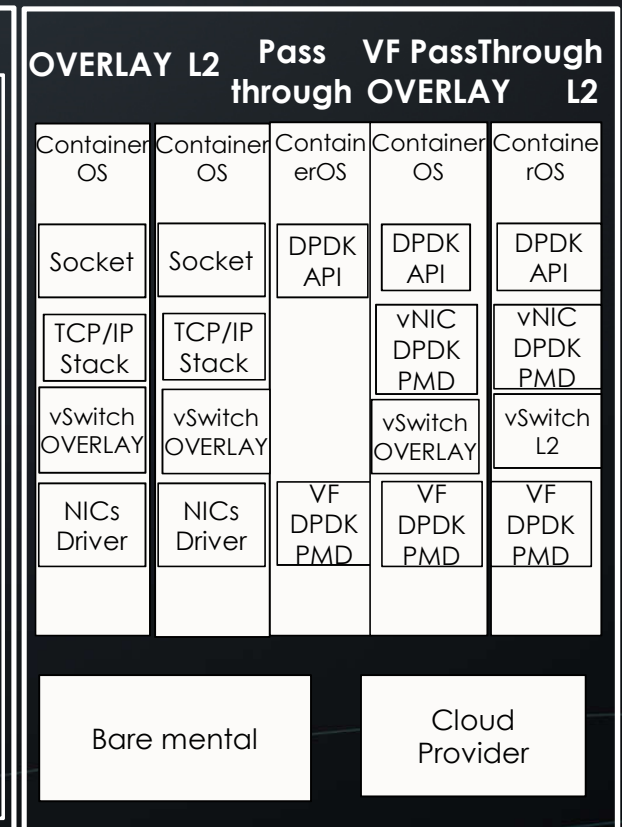 OVERLAY L2 Pass VF PassThrough
through OVERLAY L2
Container
OS
Socket
TCP/IP
Stack
vSwitch
OVERLAY
NICs
Driver
Container
OS
Socket
TCP/IP
Stack
vSwitch
OVERLAY
NICs
Driver
Contain
erOS
DPDK
API
VF
DPDK
PMD
Container
OS
DPDK
API
vNIC
DPDK
PMD
vSwitch
OVERLAY
VF
DPDK
PMD
Containe
rOS
DPDK
API
vNIC
DPDK
PMD
vSwitch
L2
VF
DPDK
PMD
Bare mental
Cloud
Provider